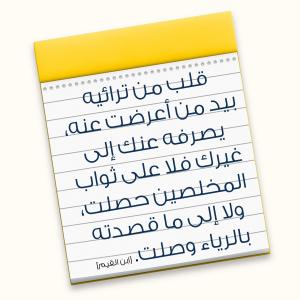 قلب من ترائيه
بيد من أعرضت عنه،
يصرفه عنك إلى
غيرك فلا على ثواب
المخلصين حصلت،
ولا إلى ما قصدته
بالرياء وصلت. [ابن القيم]